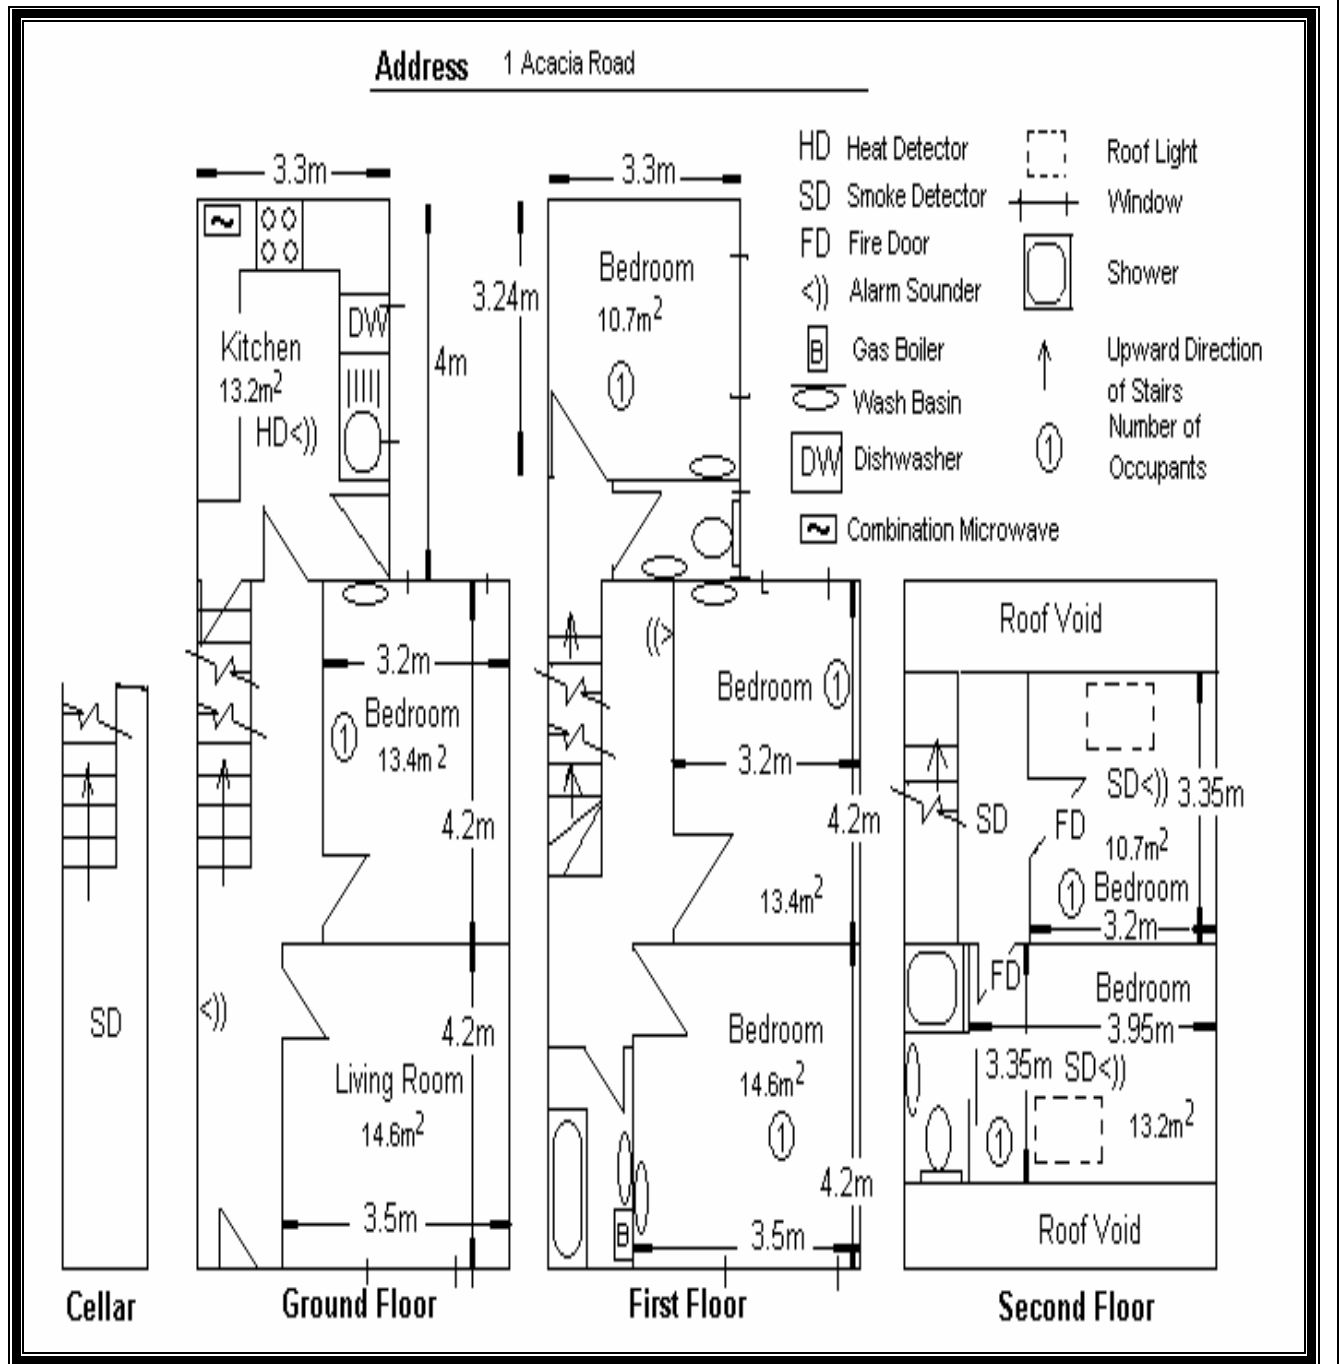 Address 1 Acacia Road
HD Heat Detector
SD Smoke Detector
FD Fire Door
<)) Alarm Sounder
B Gas Boiler
Wash Basin
DW Dishwasher
~ Combination Microwave
Roof Light
Window
Shower
Upward Direction
of Stairs
1 Number of
Occupants
SD
Cellar
3.3m
DW
Kitchen
13.2m²
4m
HD<))
3.2m
1 Bedroom
13.4m²
4.2m
<))
4.2m
Living Room
14.6m²
3.5m
Ground Floor
3.3m
3.24m
Bedroom
10.7m²
1
((>
Bedroom 1
3.2m
4.2m
13.4m²
Bedroom
14.6m²
1
4.2m
B
3.5m
First Floor
Roof Void
SD<))
3.35m
SD
FD
10.7m²
1 Bedroom
3.2m
FD
Bedroom
3.95m
3.35m SD<))
1
13.2m²
Roof Void
Second Floor